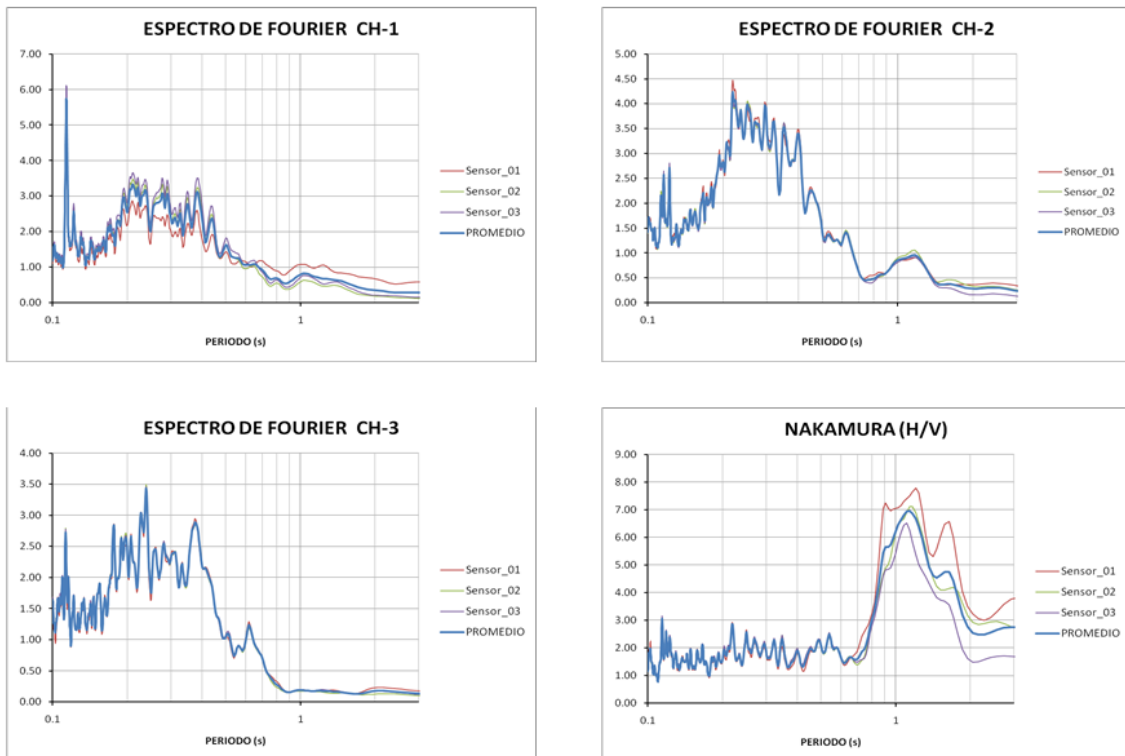 ESPECTRO DE FOURIER CH-1
7.00
6.00
5.00
4.00
3.00
2.00
1.00
0.00
0.1
1
PERIODO (s)
Sensor_01
Sensor_02
Sensor_03
PROMEDIO
ESPECTRO DE FOURIER CH-2
5.00
4.50
4.00
3.50
3.00
2.50
2.00
1.50
1.00
0.50
0.00
0.1
1
PERIODO (s)
Sensor_01
Sensor_02
Sensor_03
PROMEDIO
ESPECTRO DE FOURIER CH-3
4.00
3.50
3.00
2.50
2.00
1.50
1.00
0.50
0.00
0.1
1
PERIODO (s)
Sensor_01
Sensor_02
Sensor_03
PROMEDIO
NAKAMURA (H/V)
9.00
8.00
7.00
6.00
5.00
4.00
3.00
2.00
1.00
0.00
0.1
1
PERIODO (s)
Sensor_01
Sensor_02
Sensor_03
PROMEDIO